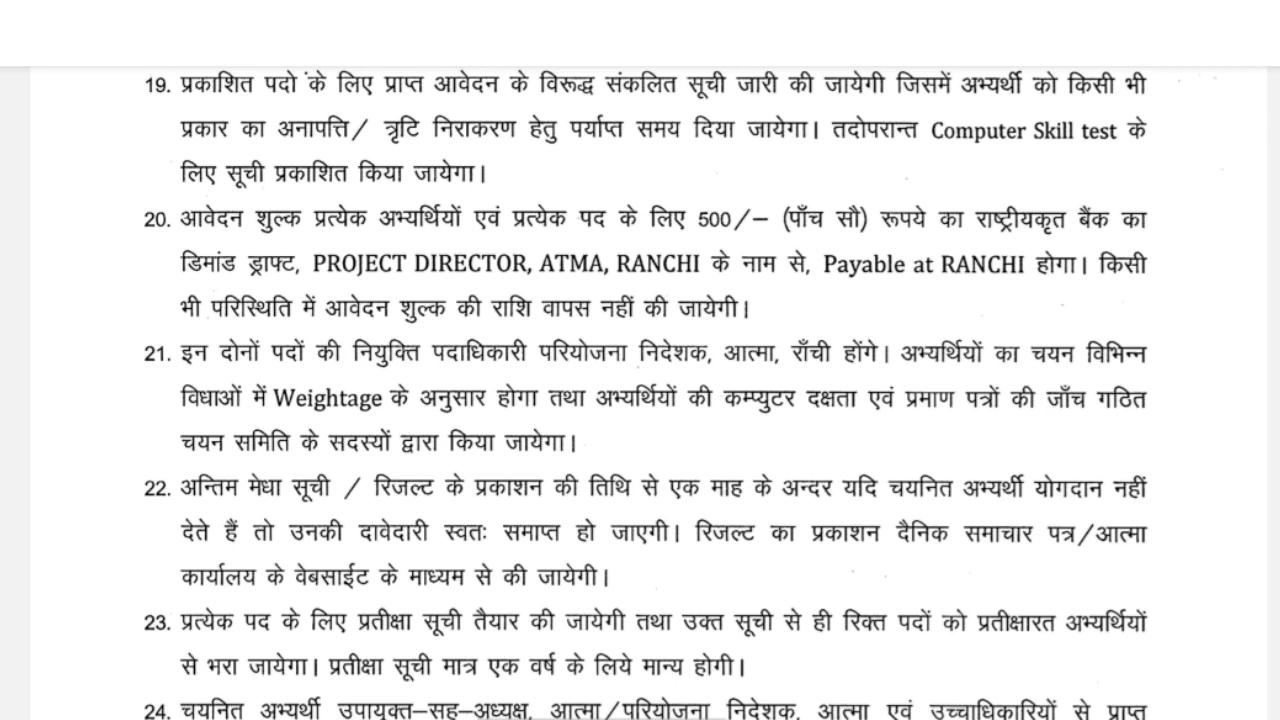 19. प्रकाशित पदो के लिए प्राप्त आवेदन के विरूद्ध संकलित सूची जारी की जायेगी जिसमें अभ्यर्थी को किसी भी
प्रकार का अनापत्ति/ त्रृटि निराकरण हेतु पर्याप्त समय दिया जायेगा। तदोपरान्त Computer Skill test के
लिए सूची प्रकाशित किया जायेगा।
20. आवेदन शुल्क प्रत्येक अभ्यर्थियों एवं प्रत्येक पद के लिए 500/– (पाँच सौ) रूपये का राष्ट्रीयकृत बैंक का
डिमांड ड्राफ्ट, PROJECT DIRECTOR, ATMA, RANCHI के नाम से, Payable at RANCHI होगा। किसी
भी परिस्थिति में आवेदन शुल्क की राशि वापस नहीं की जायेगी।
21. इन दोनों पदों की नियुक्ति पदाधिकारी परियोजना निदेशक, आत्मा, राँची होंगे। अभ्यर्थियों का चयन विभिन्न
विधाओं में Weightage के अनुसार होगा तथा अभ्यर्थियों की कम्प्युटर दक्षता एवं प्रमाण पत्रों की जाँच गठित
चयन समिति के सदस्यों द्वारा किया जायेगा।
22. अन्तिम मेधा सूची / रिजल्ट के प्रकाशन की तिथि से एक माह के अन्दर यदि चयनित अभ्यर्थी योगदान नहीं
देते हैं तो उनकी दावेदारी स्वतः समाप्त हो जाएगी। रिजल्ट का प्रकाशन दैनिक समाचार पत्र/आत्मा
कार्यालय के वेबसाईट के माध्यम से की जायेगी।
23. प्रत्येक पद के लिए प्रतीक्षा सूची तैयार की जायेगी तथा उक्त सूची से ही रिक्त पदों को प्रतीक्षारत अभ्यर्थियों
से भरा जायेगा। प्रतीक्षा सूची मात्र एक वर्ष के लिये मान्य होगी।
24. चयनित अभ्यर्थी उपायुक्त–सह–अध्यक्ष, आत्मा/परियोजना निदेशक, आत्मा एवं उच्चाधिकारियों से प्राप्त